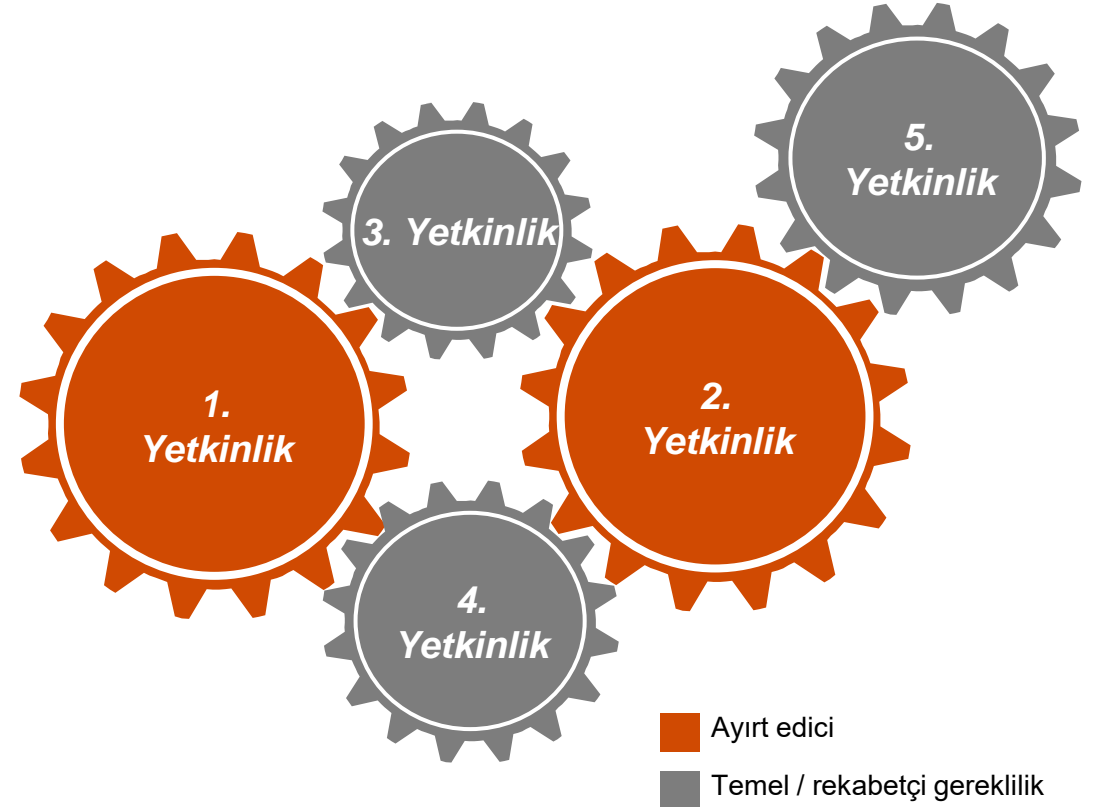 5.
Yetkinlik
3. Yetkinlik
1.
Yetkinlik
2.
Yetkinlik
4.
Yetkinlik
Ayırt edici
Temel / rekabetçi gereklilik